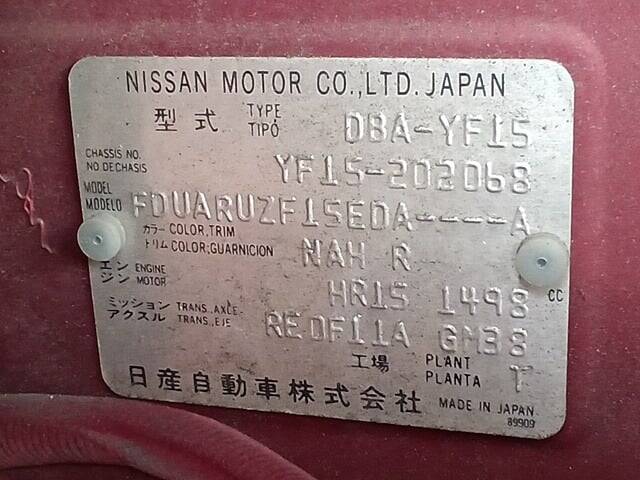 NISSAN MOTOR CO.,LTD. JAPAN
型式 TYPE TIPO DBA-YF15
CHASSIS NO. NO DE CHASIS YF15-202068
MODEL MODELO FDUARUZF15EDA----A
カラー COLOR,TRIM
トリム COLOR;GUARNICION NAH R
エンジン ENGINE MOTOR HR15 1498 CC
ミッション TRANS.,AXLE
アクスル TRANS.,EJE RE0F11A GM38
工場 PLANT PLANTA T
日産自動車株式会社 MADE IN JAPAN
89909